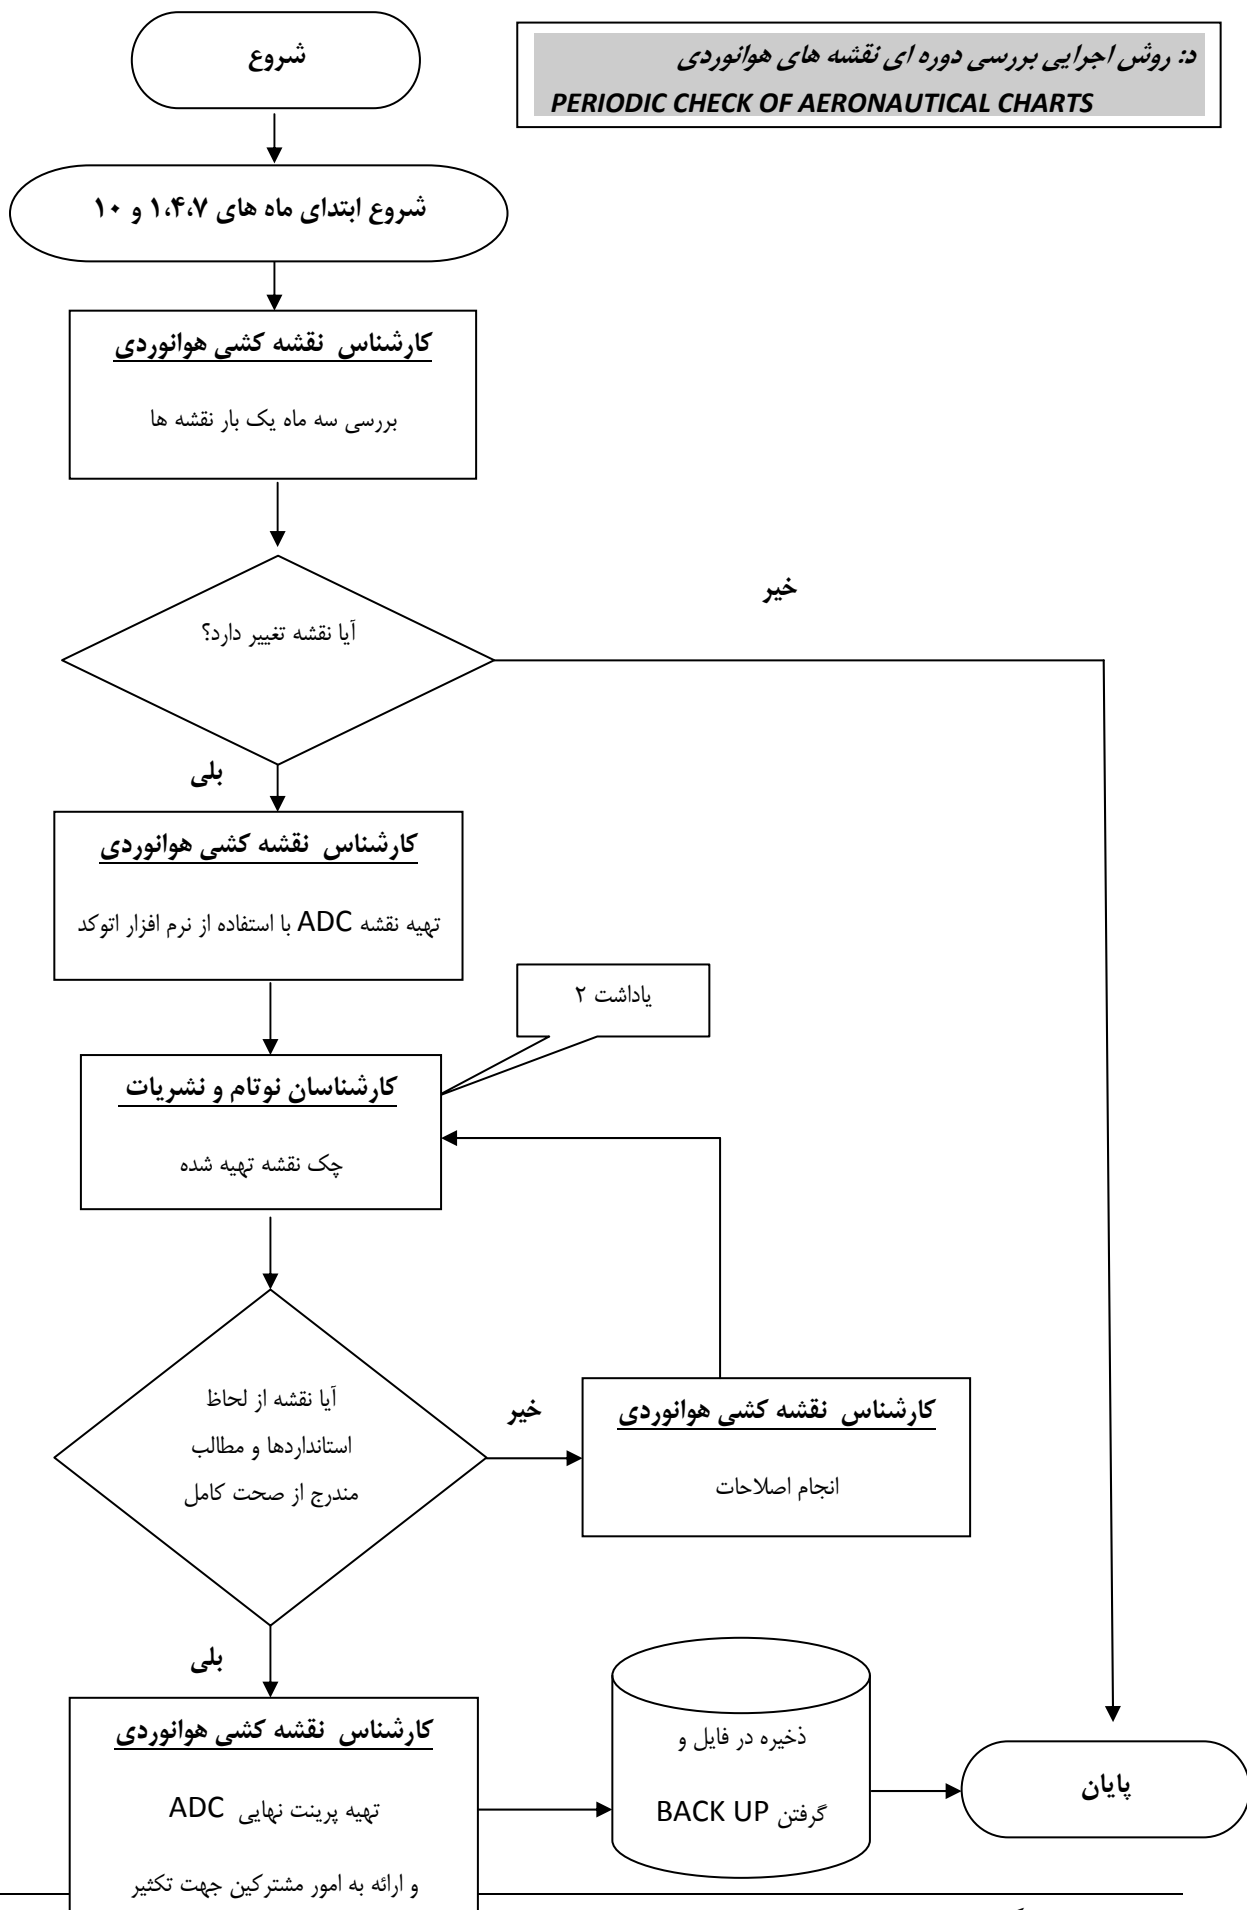 د: روش اجرایی بررسی دوره ای نقشه های هوانوردی
PERIODIC CHECK OF AERONAUTICAL CHARTS
شروع
شروع ابتدای ماه های ۱،۴،۷ و ۱۰
کارشناس نقشه کشی هوانوردی
بررسی سه ماه یک بار نقشه ها
آیا نقشه تغییر دارد؟
خیر
بلی
کارشناس نقشه کشی هوانوردی
تهیه نقشه ADC با استفاده از نرم افزار اتوکد
یاداشت ۲
کارشناسان نوتام و نشریات
چک نقشه تهیه شده
آیا نقشه از لحاظ
استانداردها و مطالب
مندرج از صحت کامل
خیر
کارشناس نقشه کشی هوانوردی
انجام اصلاحات
بلی
کارشناس نقشه کشی هوانوردی
تهیه پرینت نهایی ADC
و ارائه به امور مشترکین جهت تکثیر
ذخیره در فایل و
گرفتن BACK UP
پایان